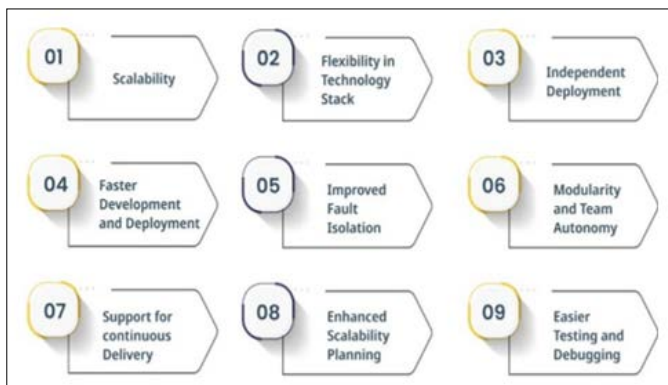 01
Scalability
02
Flexibility in
Technology
Stack
03
Independent
Deployment
04
Faster
Development
and Deployment
05
Improved
Fault
Isolation
06
Modularity
and Team
Autonomy
07
Support for
continuous
Delivery
08
Enhanced
Scalability
Planning
09
Easier
Testing and
Debugging